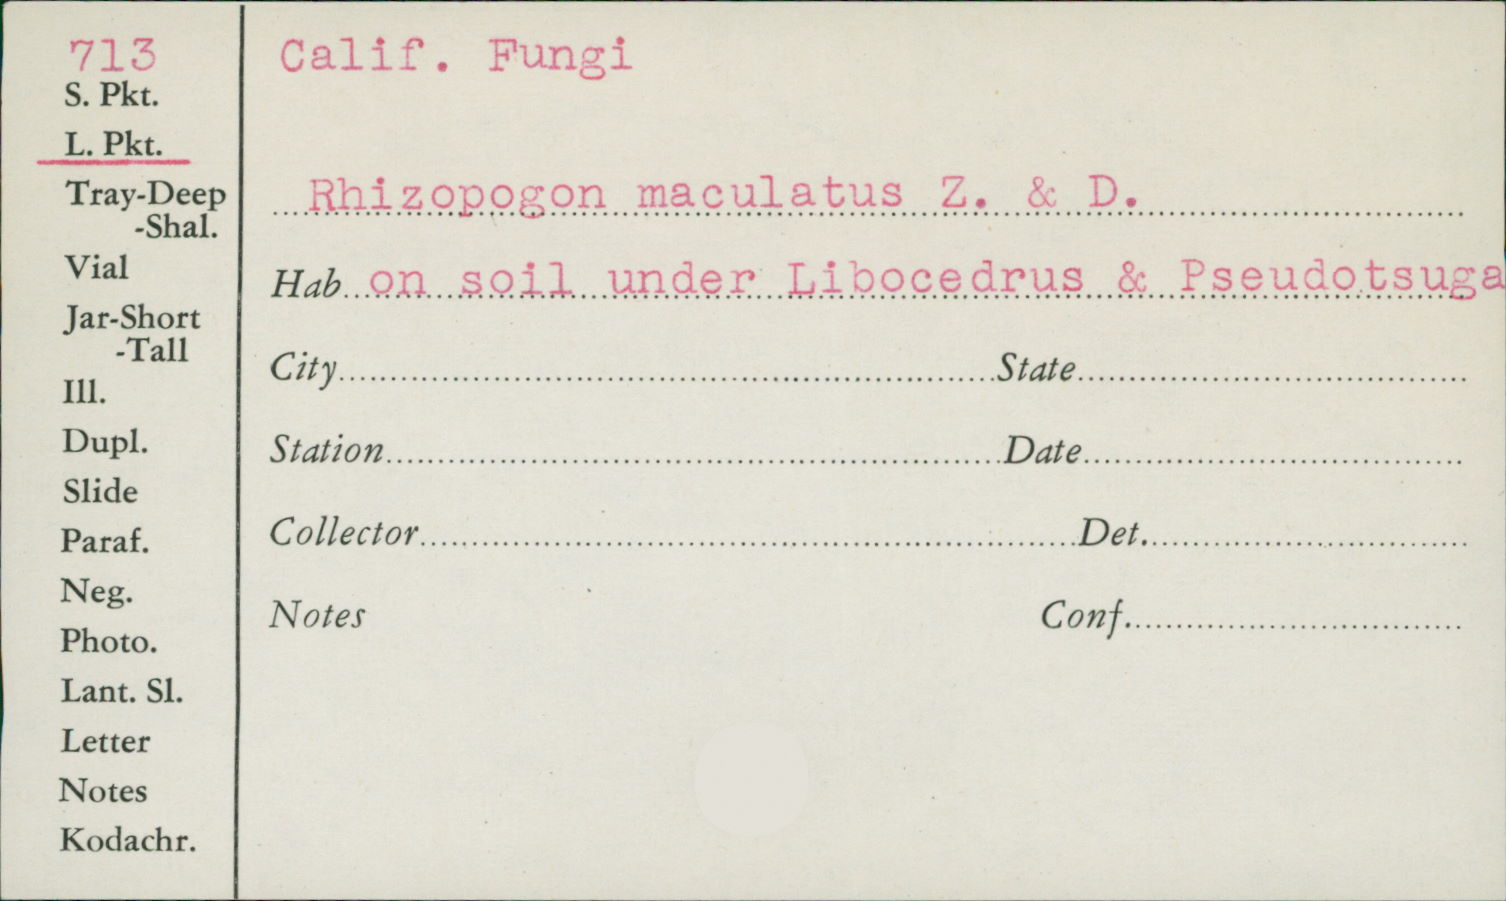 713
S. Pkt.
L. Pkt.
Tray-Deep
-Shal.
Vial
Jar-Short
-Tall
Ill.
Dupl.
Slide
Paraf.
Neg.
Photo.
Lant. Sl.
Letter
Notes
Kodachr.
Calif. Fungi
Rhizopogon maculatus Z. & D.
Hab. on soil under Libocedrus & Pseudotsuga
City State
Station Date
Collector Det.
Notes Conf.